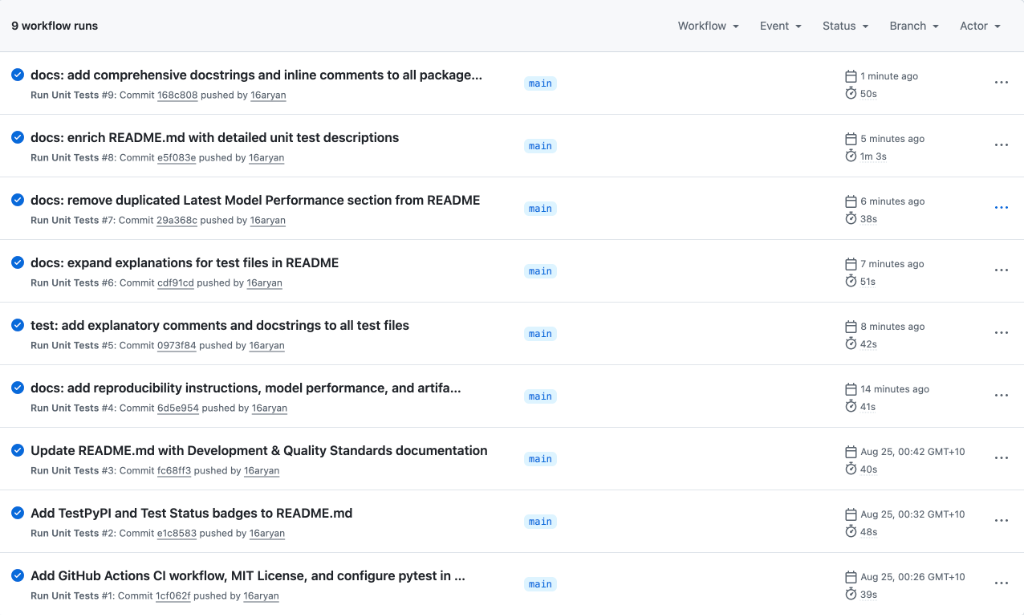 9 workflow runs
Workflow Event Status Branch Actor
docs: add comprehensive docstrings and inline comments to all package...
main
1 minute ago
Run Unit Tests #9: Commit 168c808 pushed by 16aryan
50s
docs: enrich README.md with detailed unit test descriptions
main
5 minutes ago
Run Unit Tests #8: Commit e5f083e pushed by 16aryan
1m 3s
docs: remove duplicated Latest Model Performance section from README
main
6 minutes ago
Run Unit Tests #7: Commit 29a368c pushed by 16aryan
38s
docs: expand explanations for test files in README
main
7 minutes ago
Run Unit Tests #6: Commit cdf91cd pushed by 16aryan
51s
test: add explanatory comments and docstrings to all test files
main
8 minutes ago
Run Unit Tests #5: Commit 0973f84 pushed by 16aryan
42s
docs: add reproducibility instructions, model performance, and artifa...
main
14 minutes ago
Run Unit Tests #4: Commit 6d5e954 pushed by 16aryan
41s
Update README.md with Development & Quality Standards documentation
main
Aug 25, 00:42 GMT+10
Run Unit Tests #3: Commit fc68ff3 pushed by 16aryan
40s
Add TestPyPI and Test Status badges to README.md
main
Aug 25, 00:32 GMT+10
Run Unit Tests #2: Commit e1c8583 pushed by 16aryan
48s
Add GitHub Actions CI workflow, MIT License, and configure pytest in ...
main
Aug 25, 00:26 GMT+10
Run Unit Tests #1: Commit 1cf062f pushed by 16aryan
39s